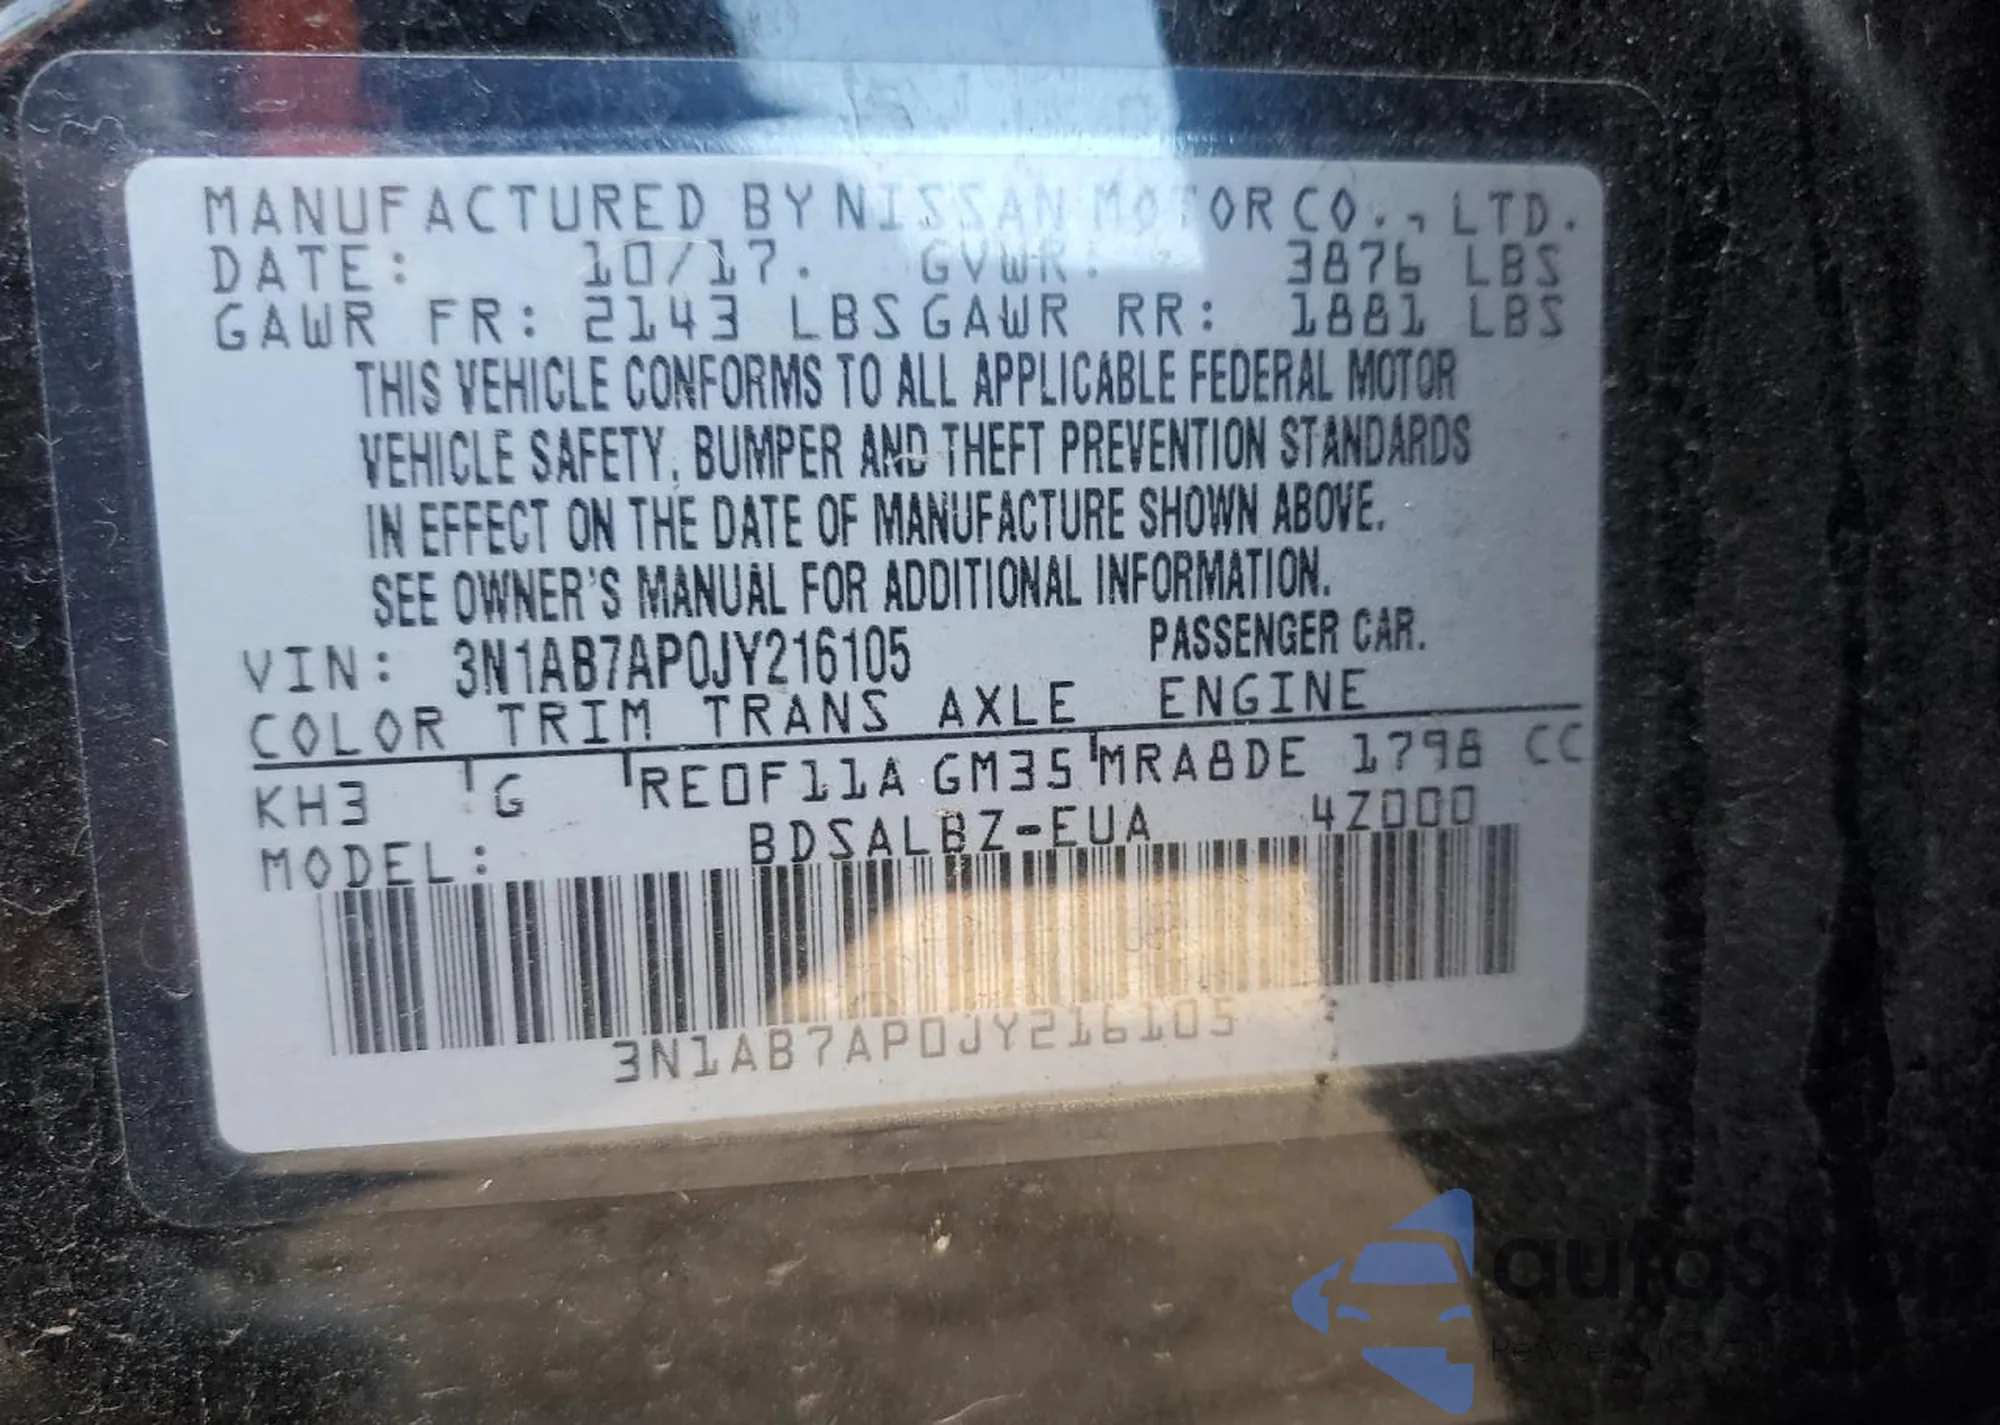 MANUFACTURED BY NISSAN MOTOR CO., LTD.
DATE: 10/17. GVWR: 3876 LBS
GAWR FR: 2143 LBS GAWR RR: 1881 LBS
THIS VEHICLE CONFORMS TO ALL APPLICABLE FEDERAL MOTOR
VEHICLE SAFETY, BUMPER AND THEFT PREVENTION STANDARDS
IN EFFECT ON THE DATE OF MANUFACTURE SHOWN ABOVE.
SEE OWNER'S MANUAL FOR ADDITIONAL INFORMATION.
VIN: 3N1AB7AP0JY216105 PASSENGER CAR.
COLOR TRIM TRANS AXLE ENGINE
KH3 G RE0F11A GM35 MRA8DE 1798 CC
MODEL: BDSALBZ-EUA 4Z000
3N1AB7AP0JY216105